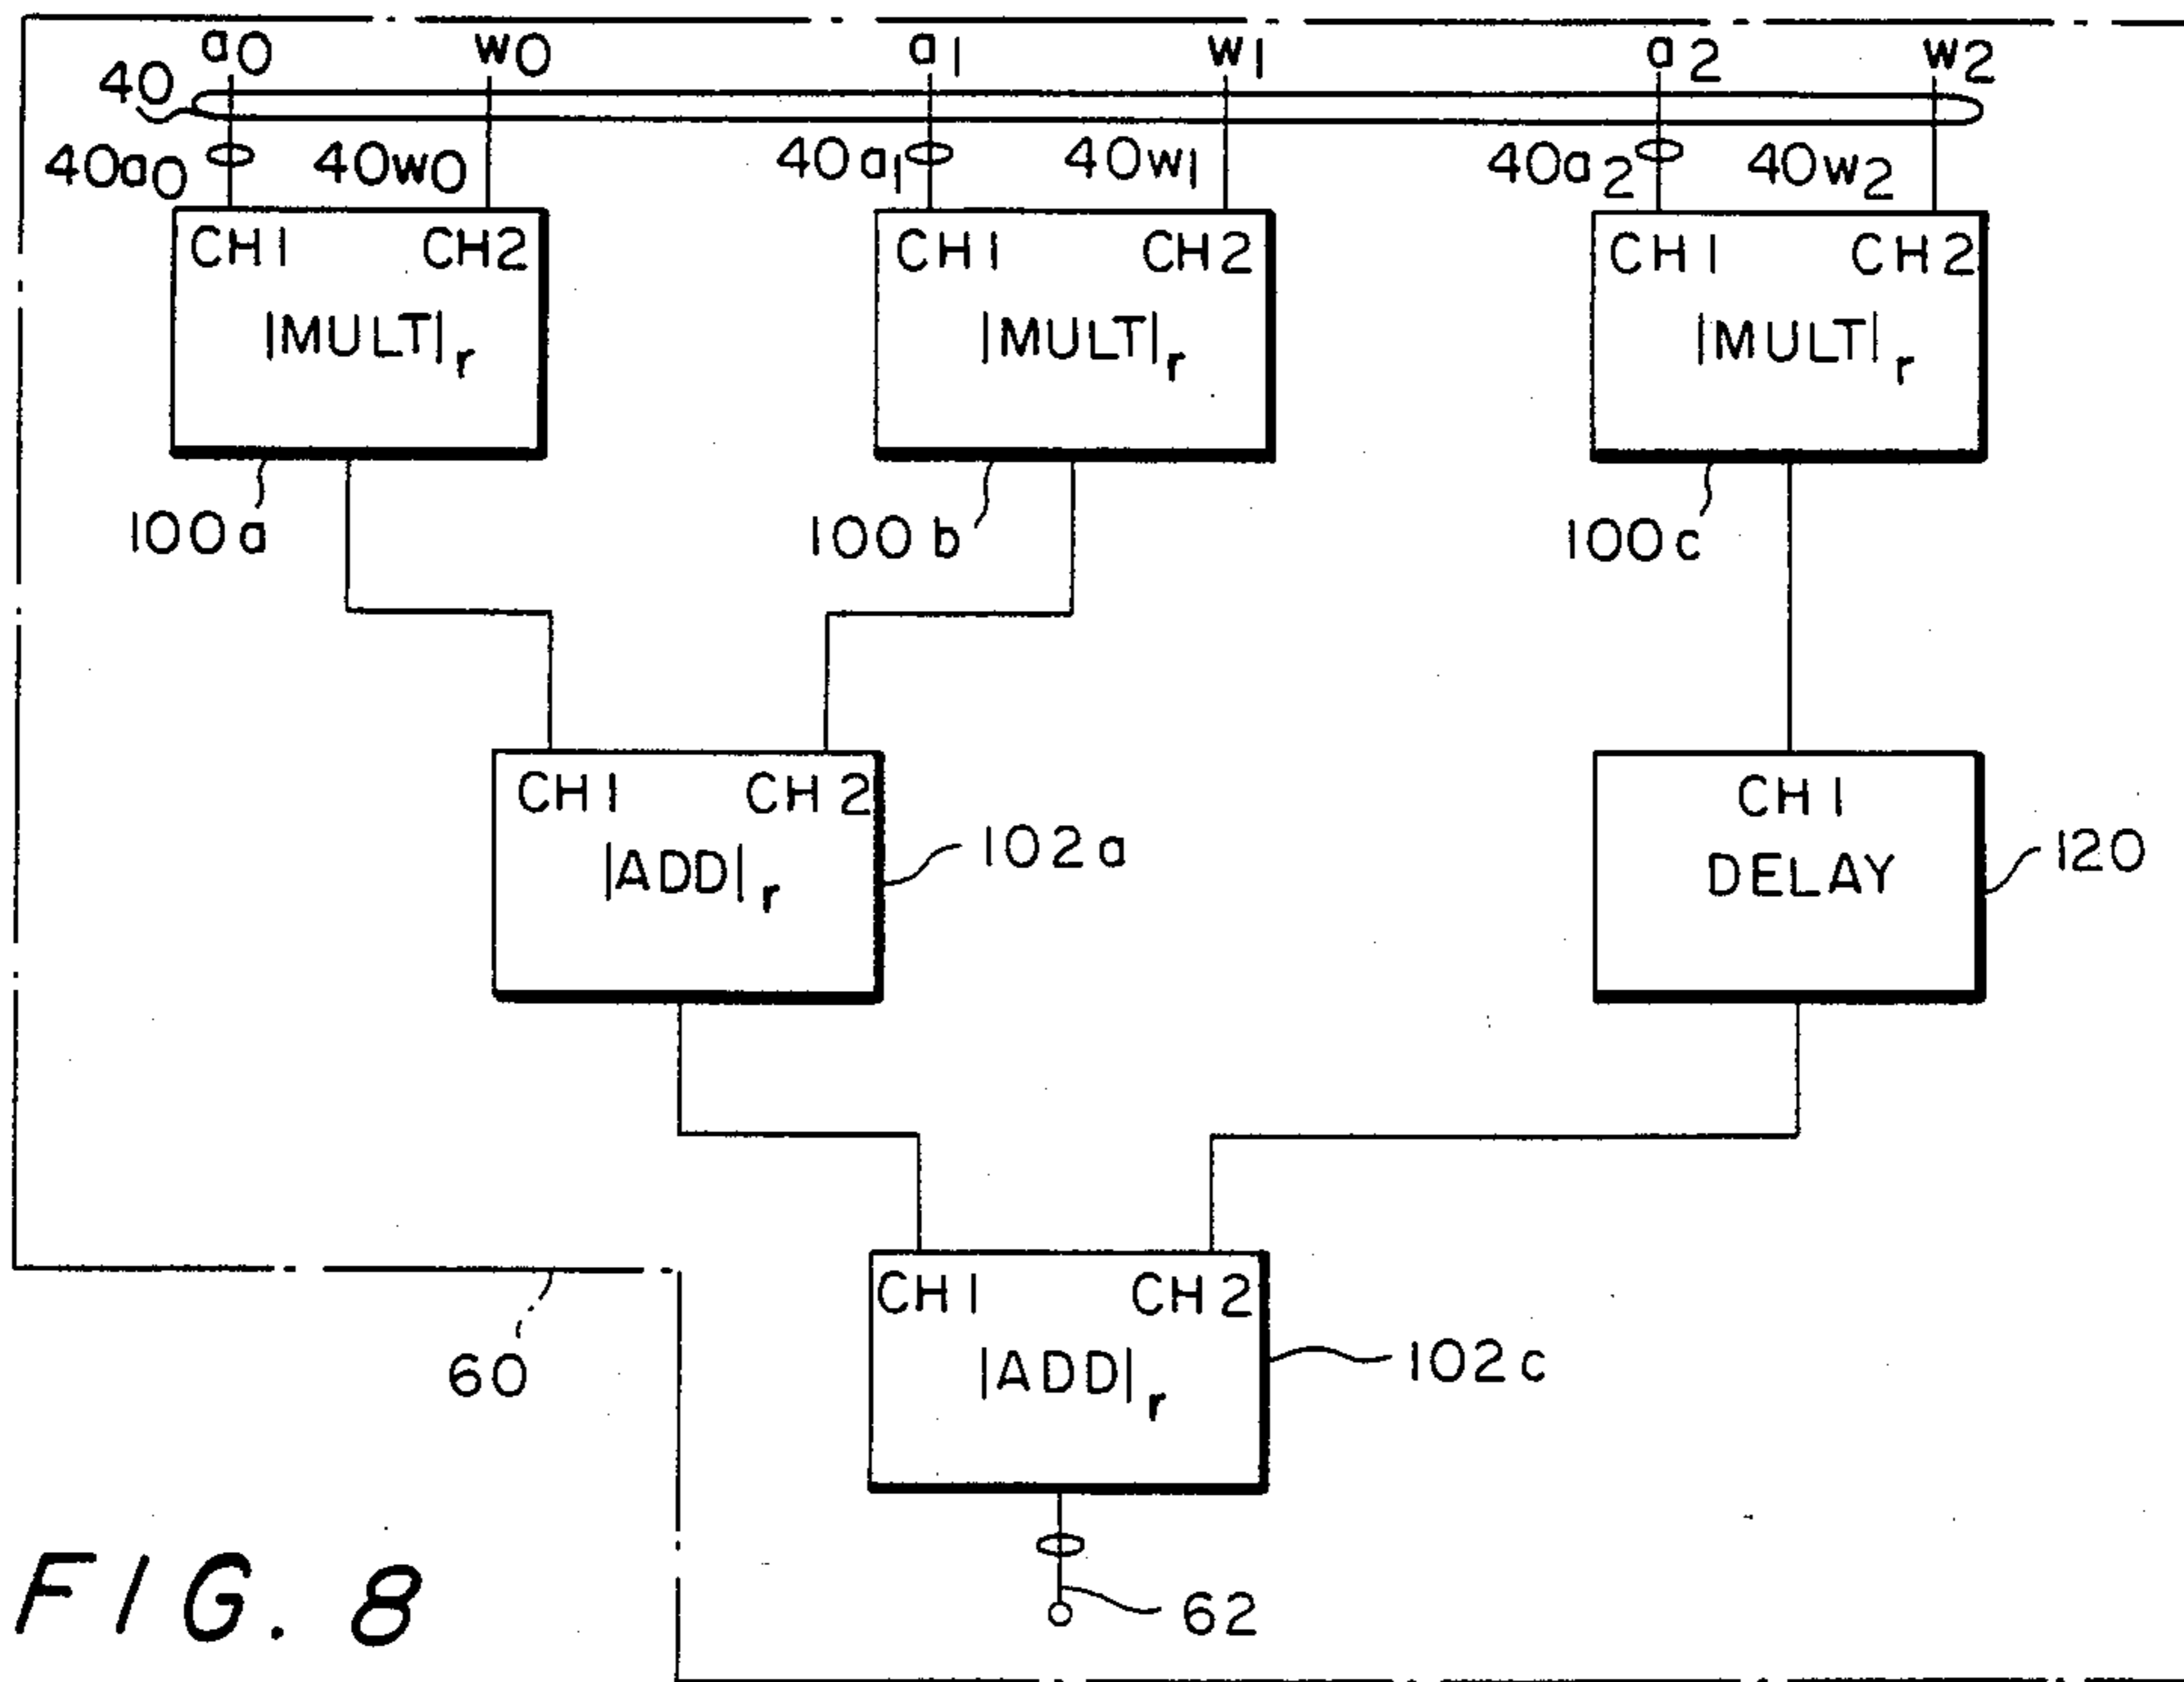 a0 w0 a1 w1 a2 w2
40
40a0 40w0 40a1 40w1 40a2 40w2
CH1 CH2 CH1 CH2 CH1 CH2
|MULT|r |MULT|r |MULT|r
100a 100b 100c
CH1 CH2 CH1
|ADD|r 102a DELAY 120
CH1 CH2
60 |ADD|r 102c
FIG. 8 62